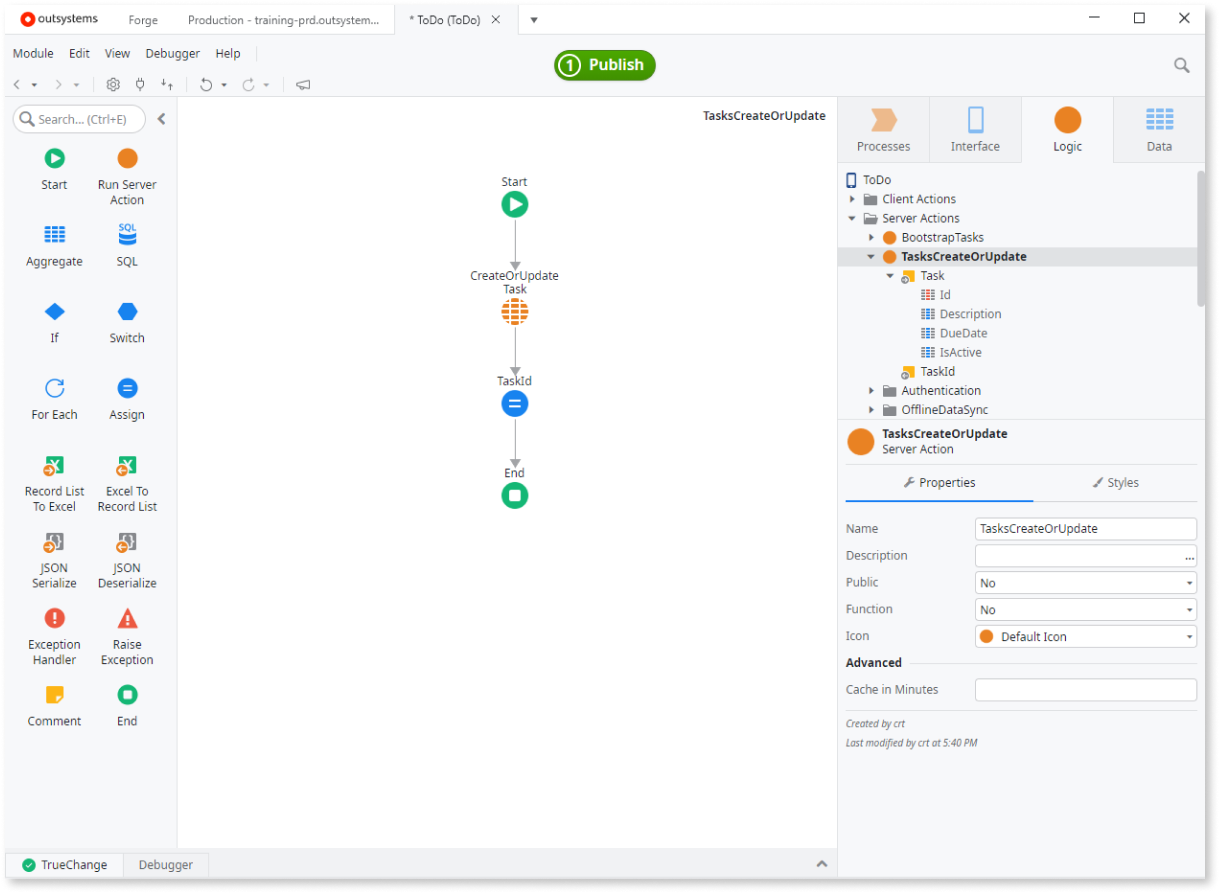 outsystems
Forge
Production - training-prd.outsystem...
* ToDo (ToDo)
Module Edit View Debugger Help
1 Publish
Search... (Ctrl+E)
Start
Run Server
Action
Aggregate
SQL
SQL
If
Switch
For Each
Assign
Record List
To Excel
Excel To
Record List
JSON
Serialize
JSON
Deserialize
Exception
Handler
Raise
Exception
Comment
End
TasksCreateOrUpdate
Start
CreateOrUpdate
Task
TaskId
End
Processes
Interface
Logic
Data
ToDo
Client Actions
Server Actions
BootstrapTasks
TasksCreateOrUpdate
Task
Id
Description
DueDate
IsActive
TaskId
Authentication
OfflineDataSync
TasksCreateOrUpdate
Server Action
Properties
Styles
Name TasksCreateOrUpdate
Description ...
Public No
Function No
Icon Default Icon
Advanced
Cache in Minutes
Created by crt
Last modified by crt at 5:40 PM
TrueChange
Debugger